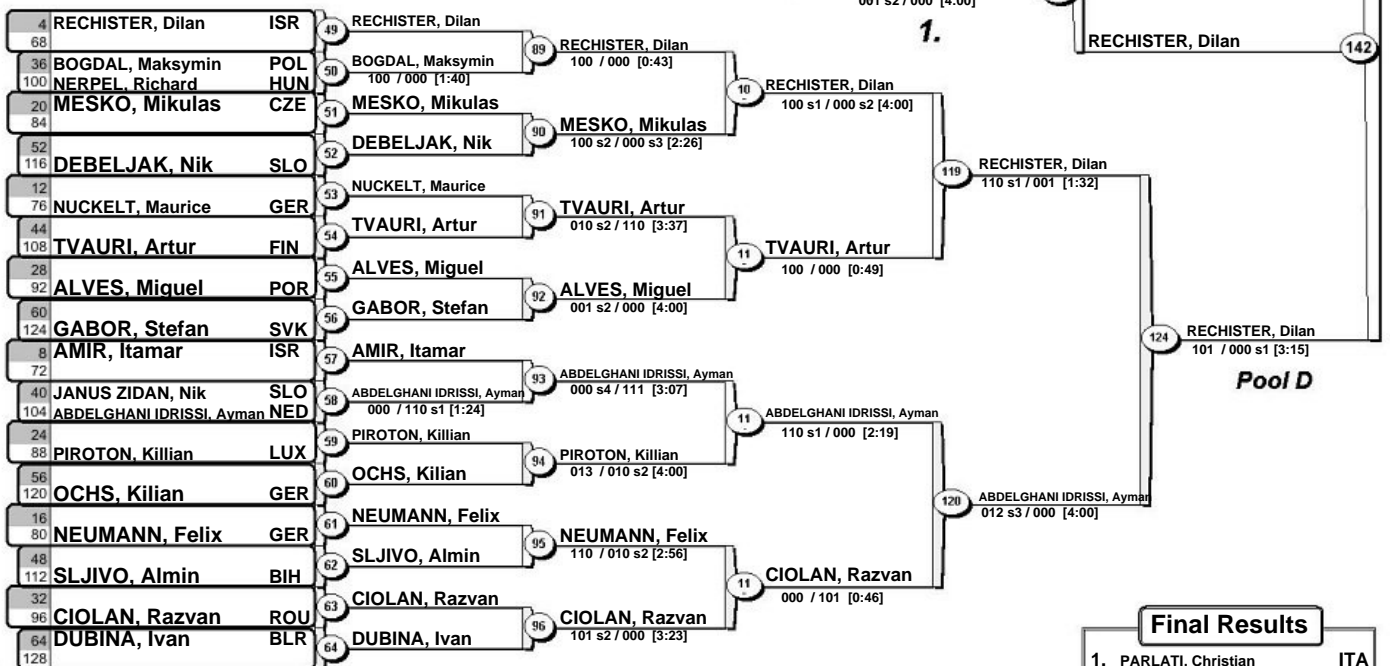 001 s2 / 000 [4:00]
1.
RECHISTER, Dilan
142
4 RECHISTER, Dilan ISR
68
36 BOGDAL, Maksymin POL
100 NERPEL, Richard HUN
20 MESKO, Mikulas CZE
84
52
116 DEBELJAK, Nik SLO
12
76 NUCKELT, Maurice GER
44
108 TVAURI, Artur FIN
28
92 ALVES, Miguel POR
60
124 GABOR, Stefan SVK
8 AMIR, Itamar ISR
72
40 JANUS ZIDAN, Nik SLO
104 ABDELGHANI IDRISSI, Ayman NED
24
88 PIROTON, Killian LUX
56
120 OCHS, Kilian GER
16
80 NEUMANN, Felix GER
48
112 SLJIVO, Almin BIH
32
96 CIOLAN, Razvan ROU
64 DUBINA, Ivan BLR
128
49 RECHISTER, Dilan
50 BOGDAL, Maksymin
100 / 000 [1:40]
51 MESKO, Mikulas
52 DEBELJAK, Nik
53 NUCKELT, Maurice
54 TVAURI, Artur
55 ALVES, Miguel
56 GABOR, Stefan
57 AMIR, Itamar
58 ABDELGHANI IDRISSI, Ayman
000 / 110 s1 [1:24]
59 PIROTON, Killian
60 OCHS, Kilian
61 NEUMANN, Felix
62 SLJIVO, Almin
63 CIOLAN, Razvan
64 DUBINA, Ivan
89 RECHISTER, Dilan
100 / 000 [0:43]
90 MESKO, Mikulas
100 s2 / 000 s3 [2:26]
91 TVAURI, Artur
010 s2 / 110 [3:37]
92 ALVES, Miguel
001 s2 / 000 [4:00]
93 ABDELGHANI IDRISSI, Ayman
000 s4 / 111 [3:07]
94 PIROTON, Killian
013 / 010 s2 [4:00]
95 NEUMANN, Felix
110 / 010 s2 [2:56]
96 CIOLAN, Razvan
101 s2 / 000 [3:23]
10 RECHISTER, Dilan
100 s1 / 000 s2 [4:00]
11 TVAURI, Artur
100 / 000 [0:49]
11 ABDELGHANI IDRISSI, Ayman
110 s1 / 000 [2:19]
11 CIOLAN, Razvan
000 / 101 [0:46]
119 RECHISTER, Dilan
110 s1 / 001 [1:32]
120 ABDELGHANI IDRISSI, Ayman
012 s3 / 000 [4:00]
124 RECHISTER, Dilan
101 / 000 s1 [3:15]
Pool D
Final Results
1. PARLATI, Christian ITA